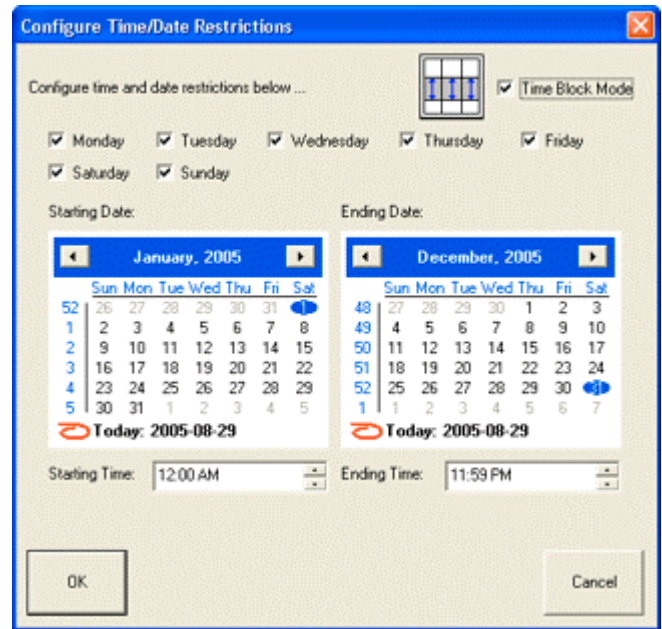 Configure Time/Date Restrictions
Configure time and date restrictions below ...
Time Block Mode
Monday Tuesday Wednesday Thursday Friday
Saturday Sunday
Starting Date: Ending Date:
January, 2005 December, 2005
Sun Mon Tue Wed Thu Fri Sat Sun Mon Tue Wed Thu Fri Sat
52 26 27 28 29 30 31 1 48 27 28 29 30 1 2 3
1 2 3 4 5 6 7 8 49 4 5 6 7 8 9 10
2 9 10 11 12 13 14 15 50 11 12 13 14 15 16 17
3 16 17 18 19 20 21 22 51 18 19 20 21 22 23 24
4 23 24 25 26 27 28 29 52 25 26 27 28 29 30 31
5 30 31 1 2 3 4 5 1 1 2 3 4 5 6 7
Today: 2005-08-29 Today: 2005-08-29
Starting Time: 12:00 AM Ending Time: 11:59 PM
OK Cancel